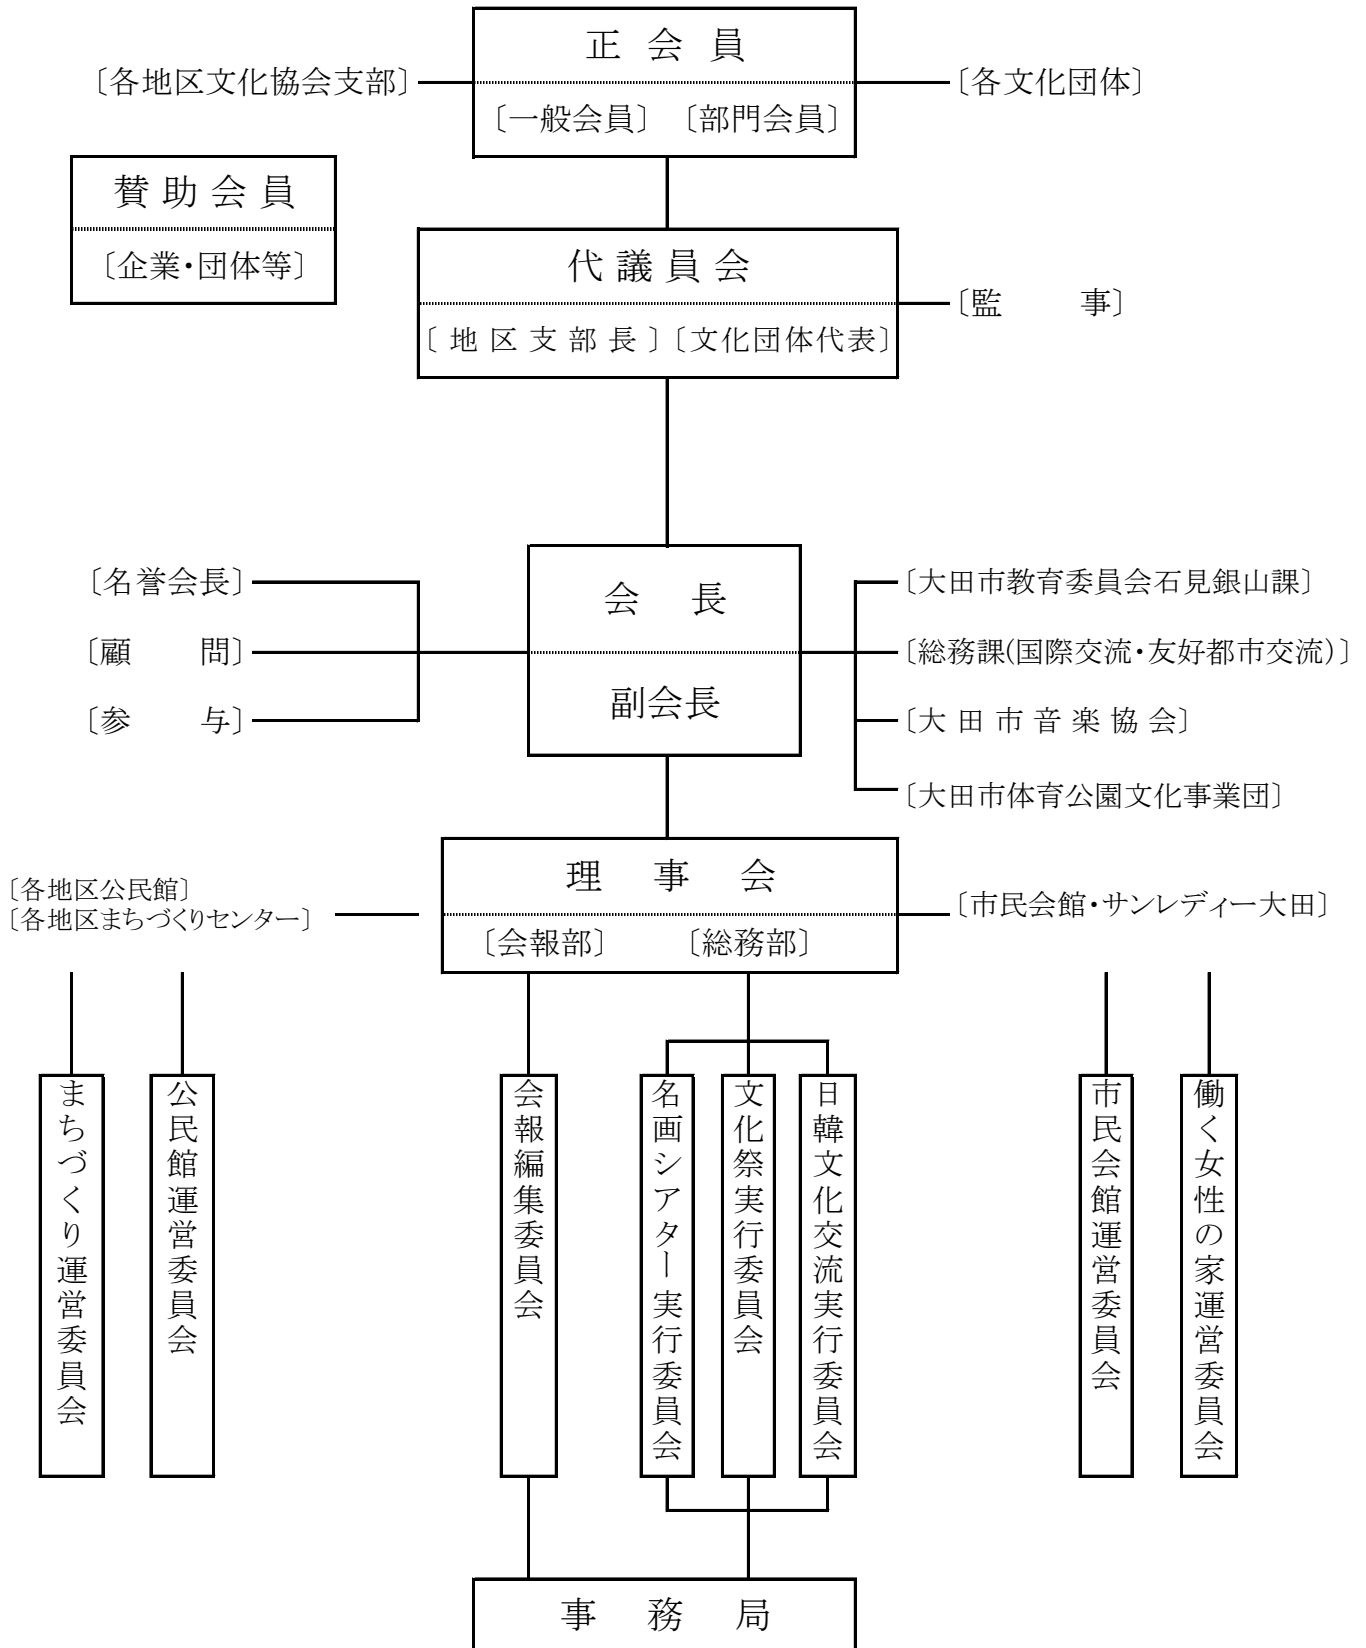 正会員
〔各地区文化協会支部〕
〔各文化団体〕
〔一般会員〕 〔部門会員〕
賛助会員
〔企業・団体等〕
代議員会
〔監事〕
〔地区支部長〕〔文化団体代表〕
会長
副会長
〔名誉会長〕
〔顧問〕
〔参与〕
〔大田市教育委員会石見銀山課〕
〔総務課(国際交流・友好都市交流)〕
〔大田市音楽協会〕
〔大田市体育公園文化事業団〕
理事会
〔各地区公民館〕
〔各地区まちづくりセンター〕
〔市民会館・サンレディー大田〕
〔会報部〕 〔総務部〕
まちづくり運営委員会
公民館運営委員会
会報編集委員会
名画シアター実行委員会
文化祭実行委員会
日韓文化交流実行委員会
市民会館運営委員会
働く女性の家運営委員会
事務局